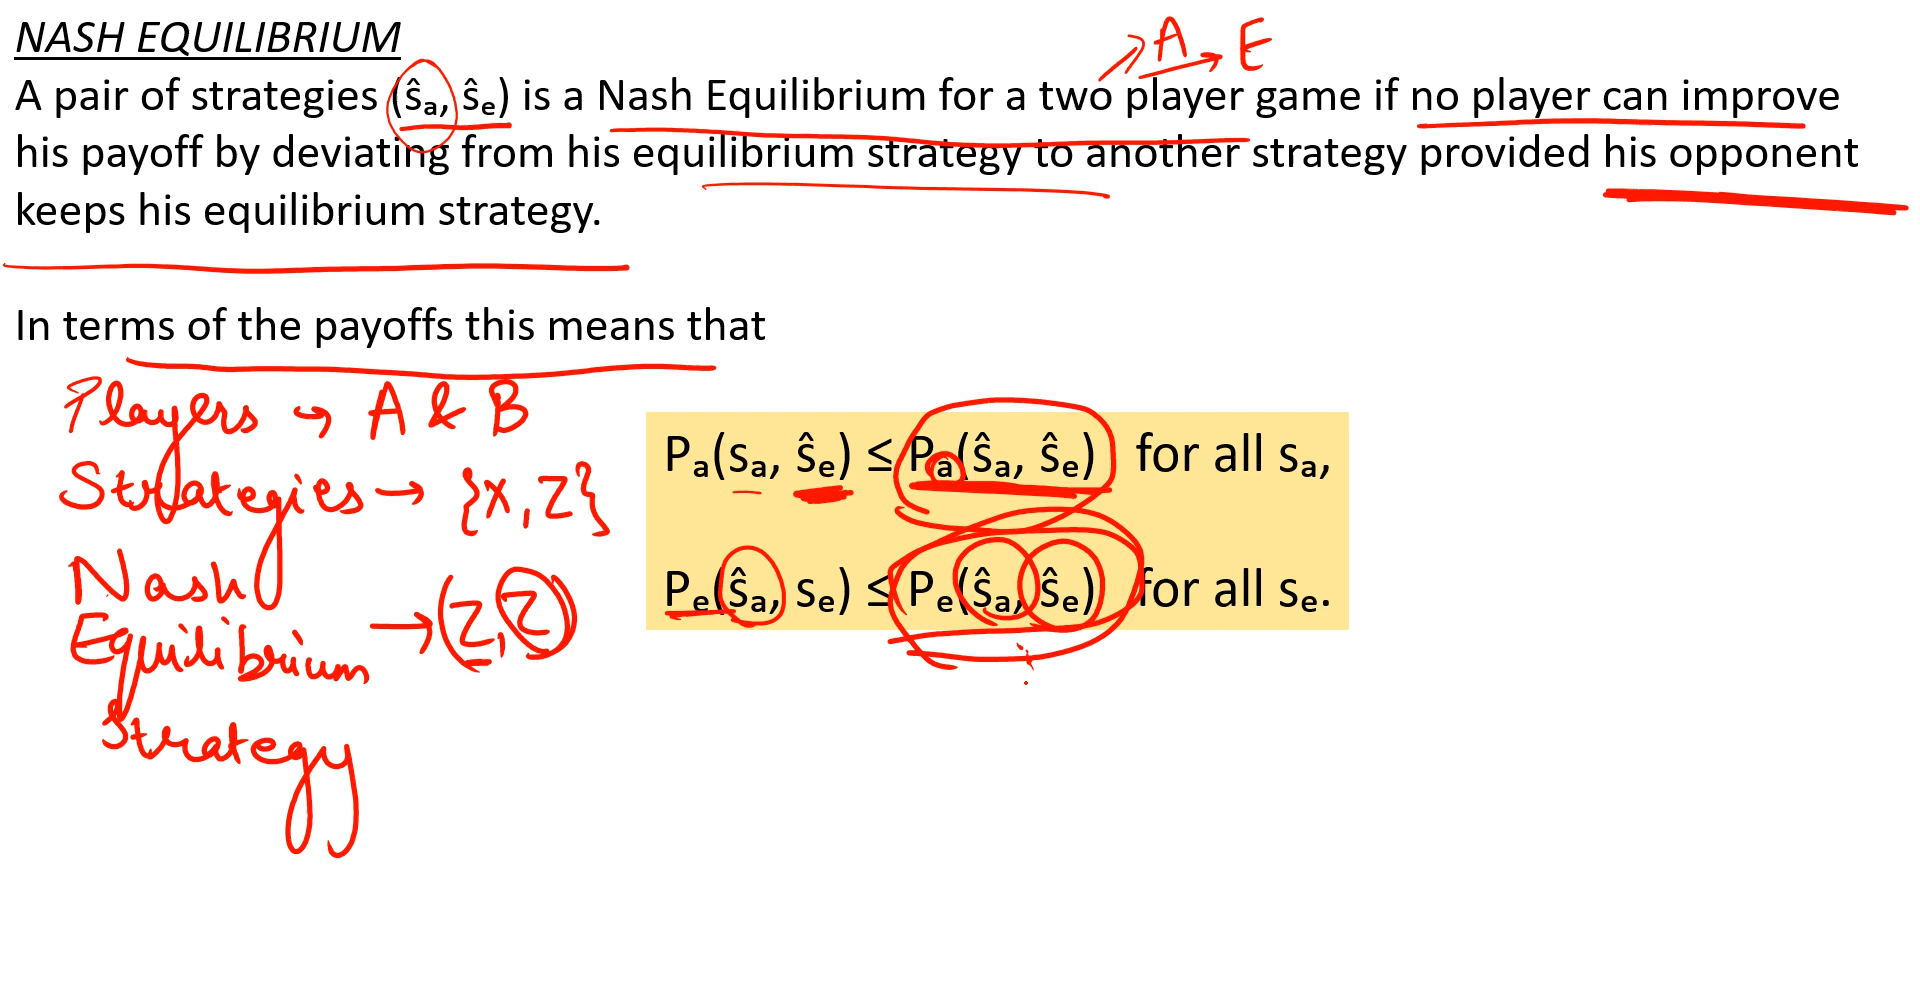 NASH EQUILIBRIUM
A → E
A pair of strategies (ŝₐ, ŝₑ) is a Nash Equilibrium for a two player game if no player can improve
his payoff by deviating from his equilibrium strategy to another strategy provided his opponent
keeps his equilibrium strategy.
In terms of the payoffs this means that
Players → A & B
Strategies → {X, Z}
Nash
Equilibrium → (Z, Z)
Strategy
Pₐ(sₐ, ŝₑ) ≤ Pₐ(ŝₐ, ŝₑ) for all sₐ,
Pₑ(ŝₐ, sₑ) ≤ Pₑ(ŝₐ, ŝₑ) for all sₑ.